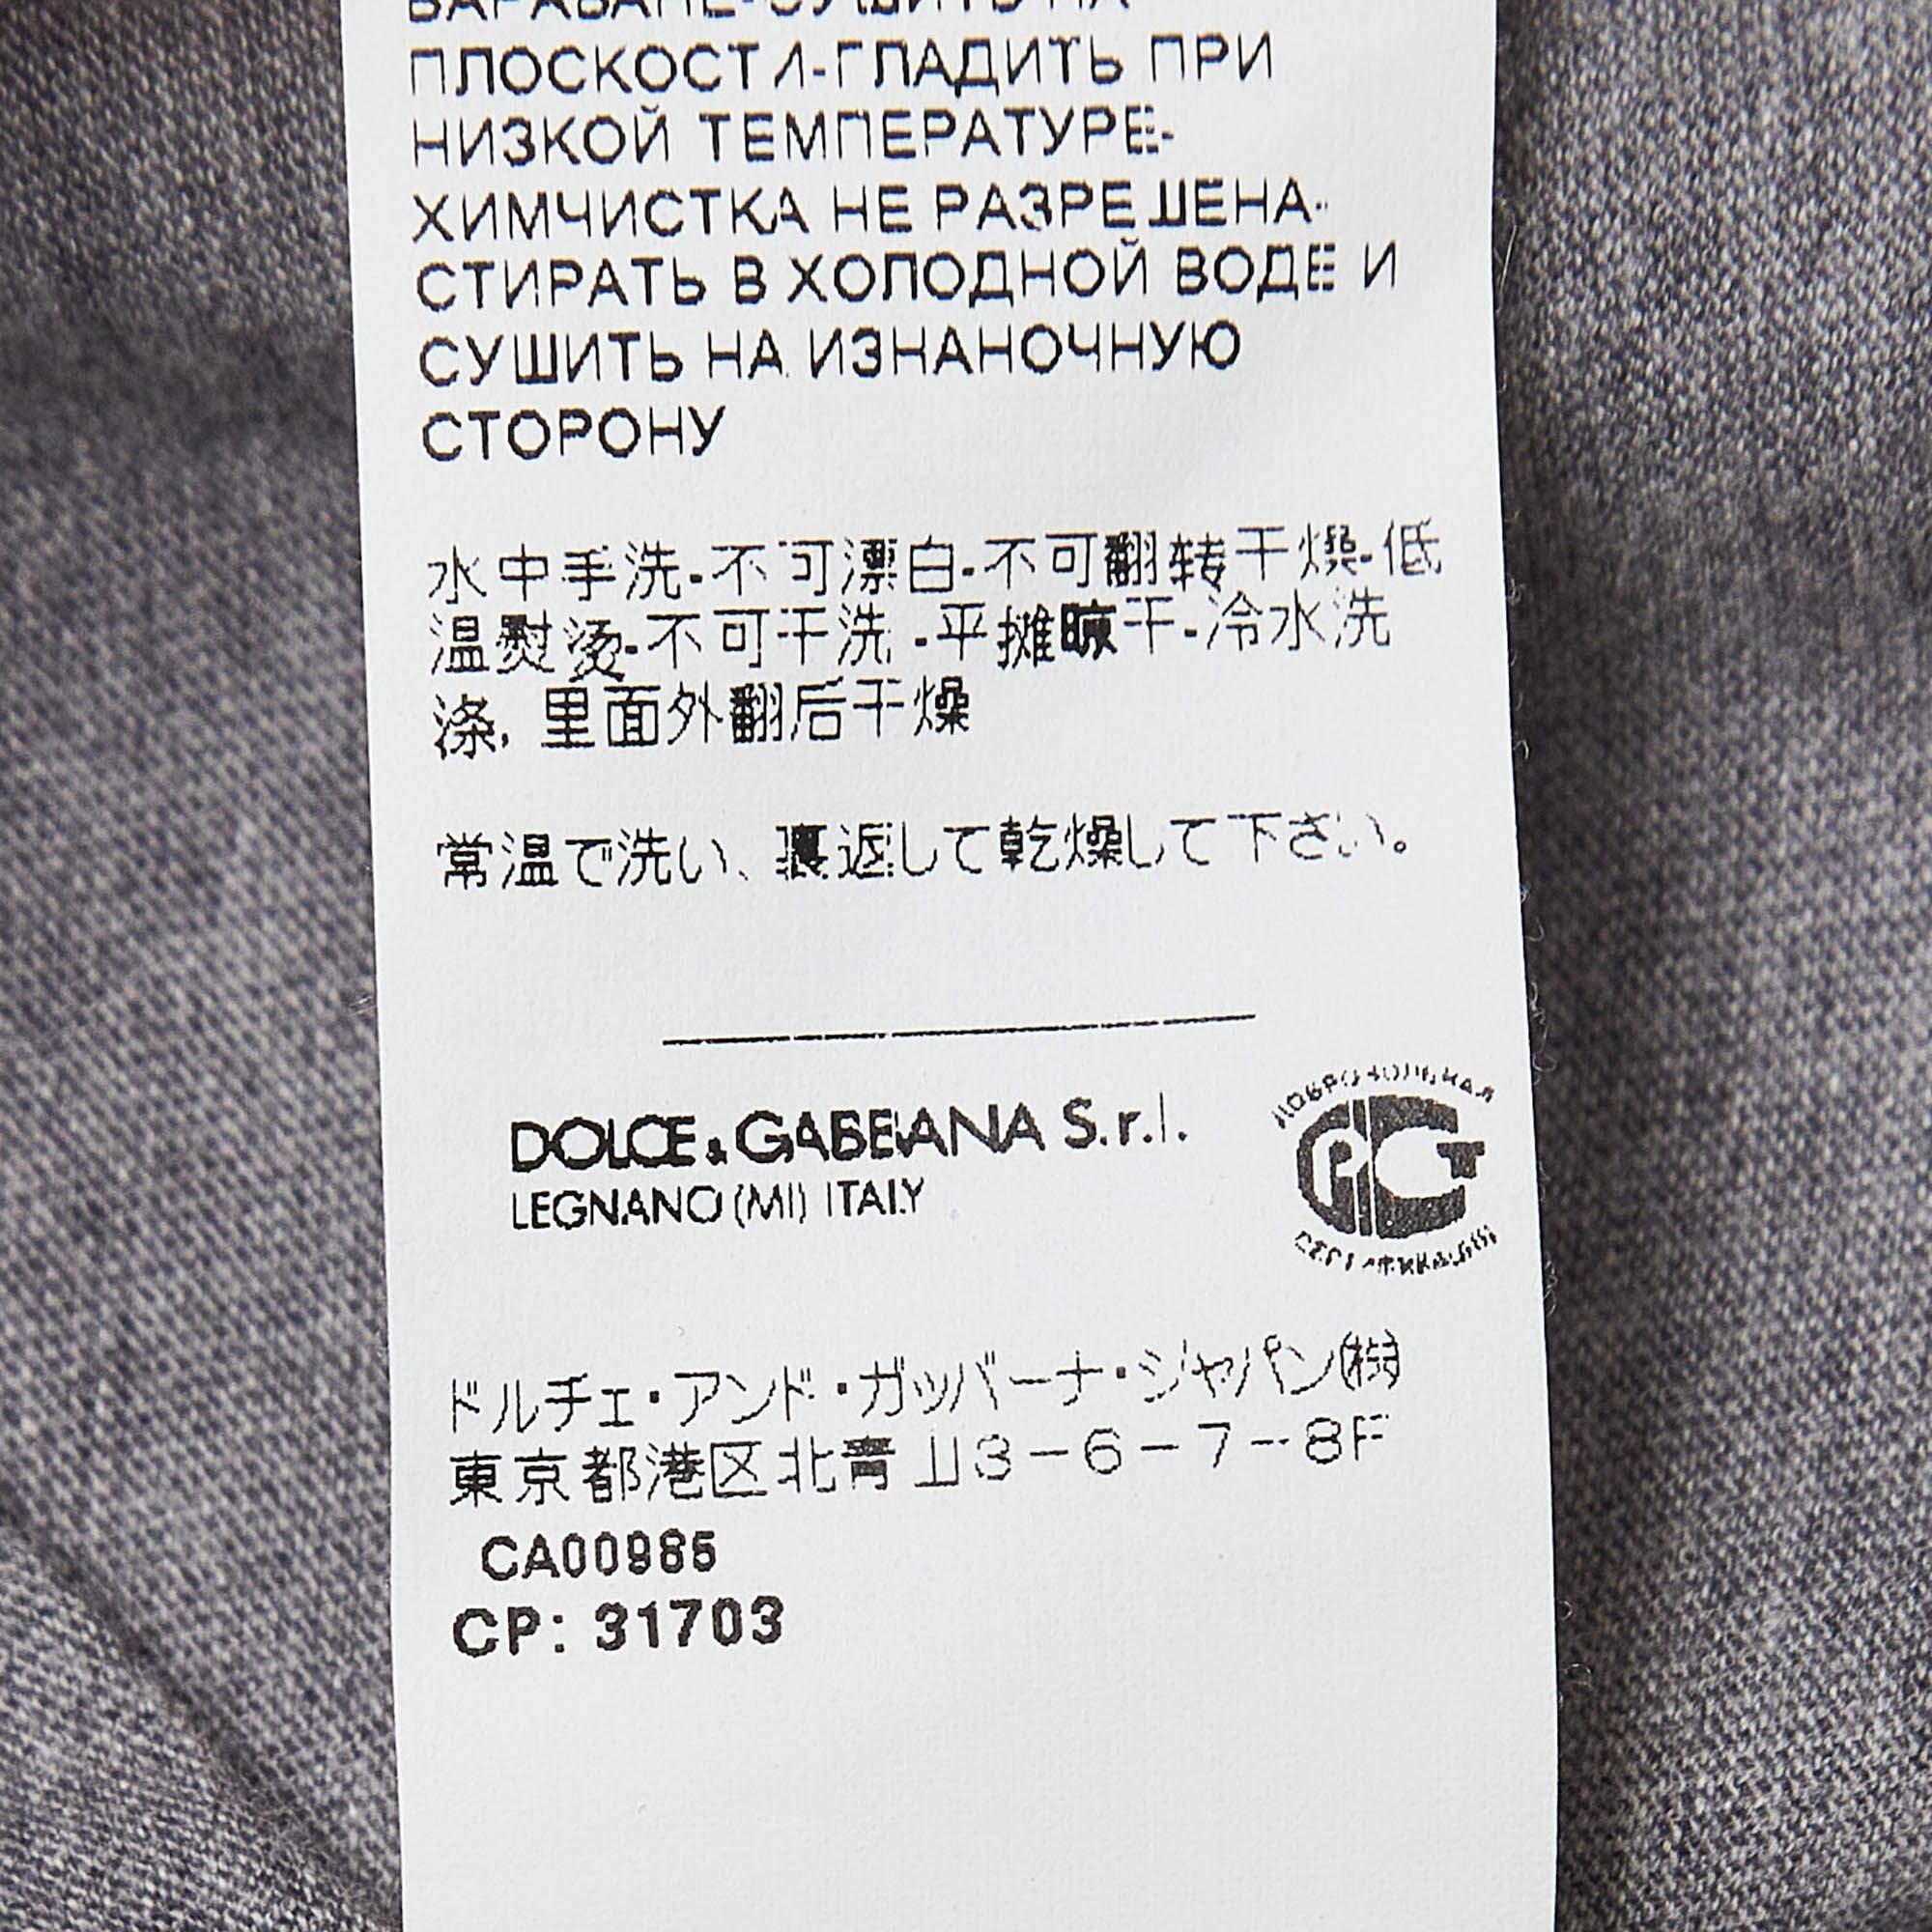 ПЛОСКОСТИ-ГЛАДИТЬ ПРИ
НИЗКОЙ ТЕМПЕРАТУРЕ-
ХИМЧИСТКА НЕ РАЗРЕШЕНА-
СТИРАТЬ В ХОЛОДНОЙ ВОДЕ И
СУШИТЬ НА ИЗНАНОЧНУЮ
СТОРОНУ
水中手洗-不可漂白-不可翻转干燥-低
温熨烫-不可干洗-平摊晾干-冷水洗
涤, 里面外翻后干燥
常温で洗い、裏返して乾燥して下さい。
DOLCE & GABBANA S.r.l.
LEGNANO (MI) ITALY
ДОБРОВОЛЬНАЯ
РСТ
СЕРТИФИКАЦИЯ
ドルチェ・アンド・ガッバーナ・ジャパン(株)
東京都港区北青山3-6-7-8F
CA00985
CP: 31703